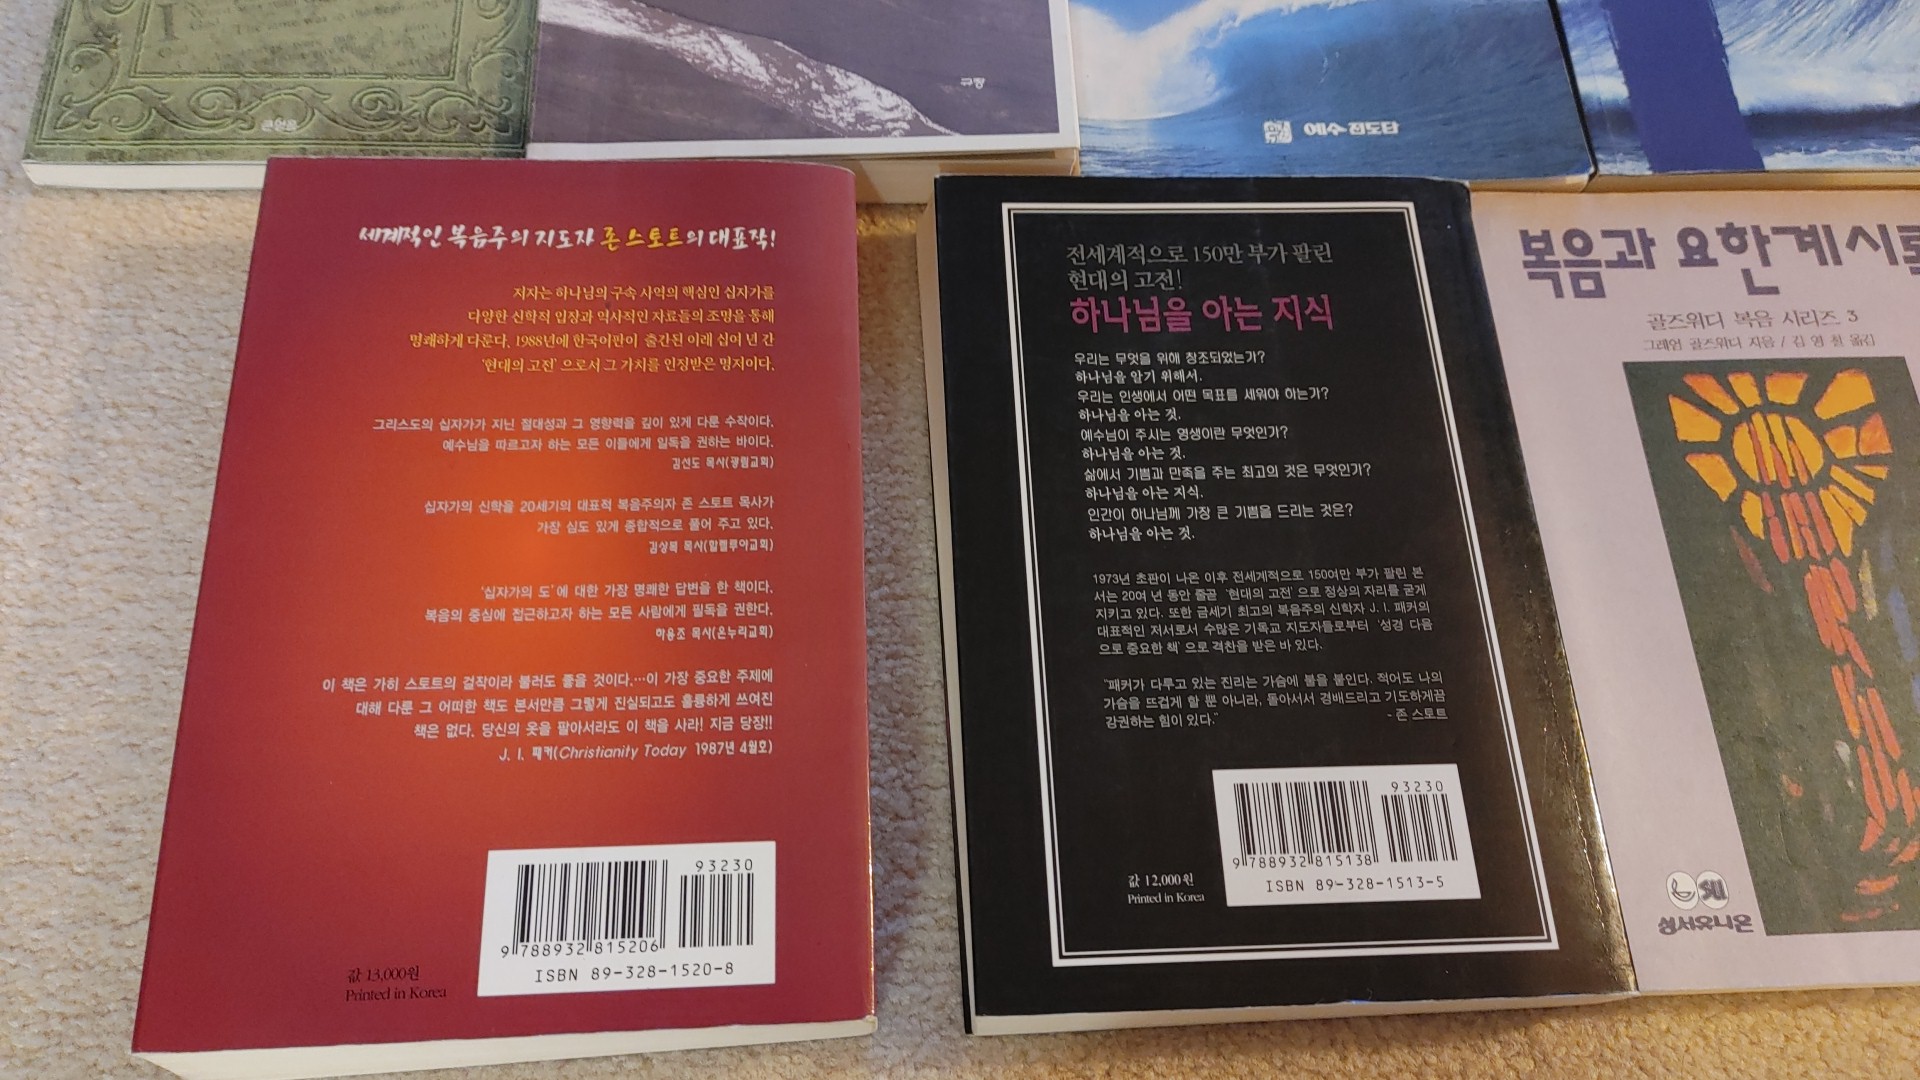 큰믿음
규장
예수전도단
세계적인 복음주의 지도자 존 스토트의 대표작!
저자는 하나님의 구속 사역의 핵심인 십자가를
다양한 신학적 입장과 역사적인 자료들의 조명을 통해
명쾌하게 다룬다. 1988년에 한국어판이 출간된 이래 십여 년 간
'현대의 고전'으로서 그 가치를 인정받은 명저이다.
그리스도의 십자가가 지닌 절대성과 그 영향력을 깊이 있게 다룬 수작이다.
예수님을 따르고자 하는 모든 이들에게 일독을 권하는 바이다.
김선도 목사(광림교회)
십자가의 신학을 20세기의 대표적 복음주의자 존 스토트 목사가
가장 심도 있게 종합적으로 풀어 주고 있다.
김상복 목사(할렐루야교회)
'십자가의 도'에 대한 가장 명쾌한 답변을 한 책이다.
복음의 중심에 접근하고자 하는 모든 사람에게 필독을 권한다.
하용조 목사(온누리교회)
이 책은 가히 스토트의 걸작이라 불러도 좋을 것이다.…이 가장 중요한 주제에
대해 다룬 그 어떠한 책도 본서만큼 그렇게 진실되고도 훌륭하게 쓰여진
책은 없다. 당신의 옷을 팔아서라도 이 책을 사라! 지금 당장!!
J. I. 패커(Christianity Today 1987년 4월호)
93230
9 788932 815206
ISBN 89-328-1520-8
값 13,000원
Printed in Korea
전세계적으로 150만 부가 팔린
현대의 고전!
하나님을 아는 지식
우리는 무엇을 위해 창조되었는가?
하나님을 알기 위해서.
우리는 인생에서 어떤 목표를 세워야 하는가?
하나님을 아는 것.
예수님이 주시는 영생이란 무엇인가?
하나님을 아는 것.
삶에서 기쁨과 만족을 주는 최고의 것은 무엇인가?
하나님을 아는 지식.
인간이 하나님께 가장 큰 기쁨을 드리는 것은?
하나님을 아는 것.
1973년 초판이 나온 이후 전세계적으로 150여만 부가 팔린 본
서는 20여 년 동안 줄곧 '현대의 고전'으로 정상의 자리를 굳게
지키고 있다. 또한 금세기 최고의 복음주의 신학자 J. I. 패커의
대표적인 저서로서 수많은 기독교 지도자들로부터 '성경 다음
으로 중요한 책'으로 격찬을 받은 바 있다.
"패커가 다루고 있는 진리는 가슴에 불을 붙인다. 적어도 나의
가슴을 뜨겁게 할 뿐 아니라, 돌아서서 경배드리고 기도하게끔
강권하는 힘이 있다."
- 존 스토트
93230
9 788932 815138
ISBN 89-328-1513-5
값 12,000원
Printed in Korea
복음과 요한계시록
골즈워디 복음 시리즈 3
그레엄 골즈워디 지음 / 김영철 옮김
SU
성서유니온